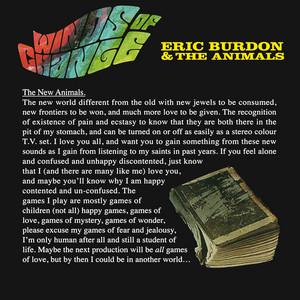 WINDS OF
CHANGE
ERIC BURDON
& THE ANIMALS
The New Animals.
The new world different from the old with new jewels to be consumed,
new frontiers to be won, and much more love to be given. The recognition
of existence of pain and ecstasy to know that they are both there in the
pit of my stomach, and can be turned on or off as easily as a stereo colour
T.V. set. I love you all, and want you to gain something from these new
sounds as I gain from listening to my saints in past years. If you feel alone
and confused and unhappy discontented, just know
that I (and there are many like me) love you,
and maybe you'll know why I am happy
contented and un-confused. The
games I play are mostly games of
children (not all) happy games, games of
love, games of mystery, games of wonder,
please excuse my games of fear and jealousy,
I'm only human after all and still a student of
life. Maybe the next production will be all games
of love, but by then I could be in another world...